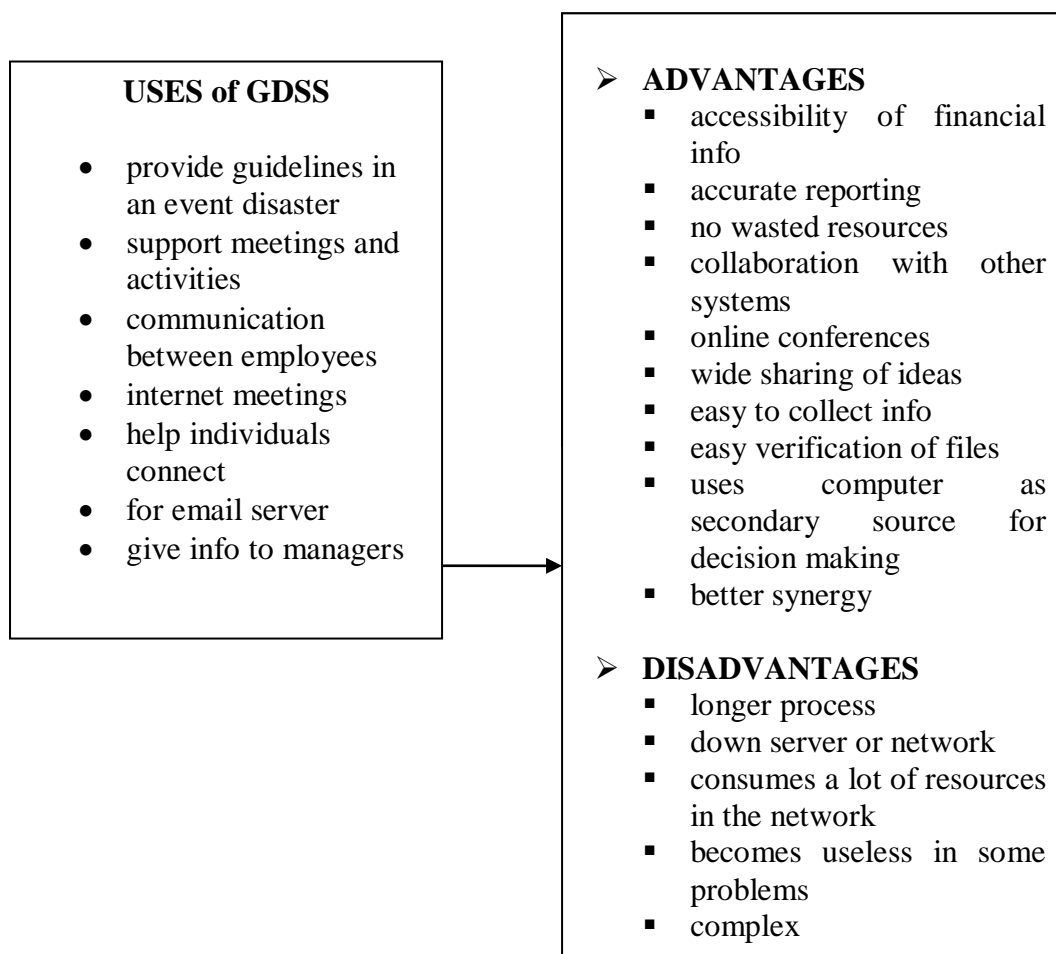 USES of GDSS
• provide guidelines in
an event disaster
• support meetings and
activities
• communication
between employees
• internet meetings
• help individuals
connect
• for email server
• give info to managers
➢ ADVANTAGES
▪ accessibility of financial
info
▪ accurate reporting
▪ no wasted resources
▪ collaboration with other
systems
▪ online conferences
▪ wide sharing of ideas
▪ easy to collect info
▪ easy verification of files
▪ uses computer as
secondary source for
decision making
▪ better synergy
➢ DISADVANTAGES
▪ longer process
▪ down server or network
▪ consumes a lot of resources
in the network
▪ becomes useless in some
problems
▪ complex